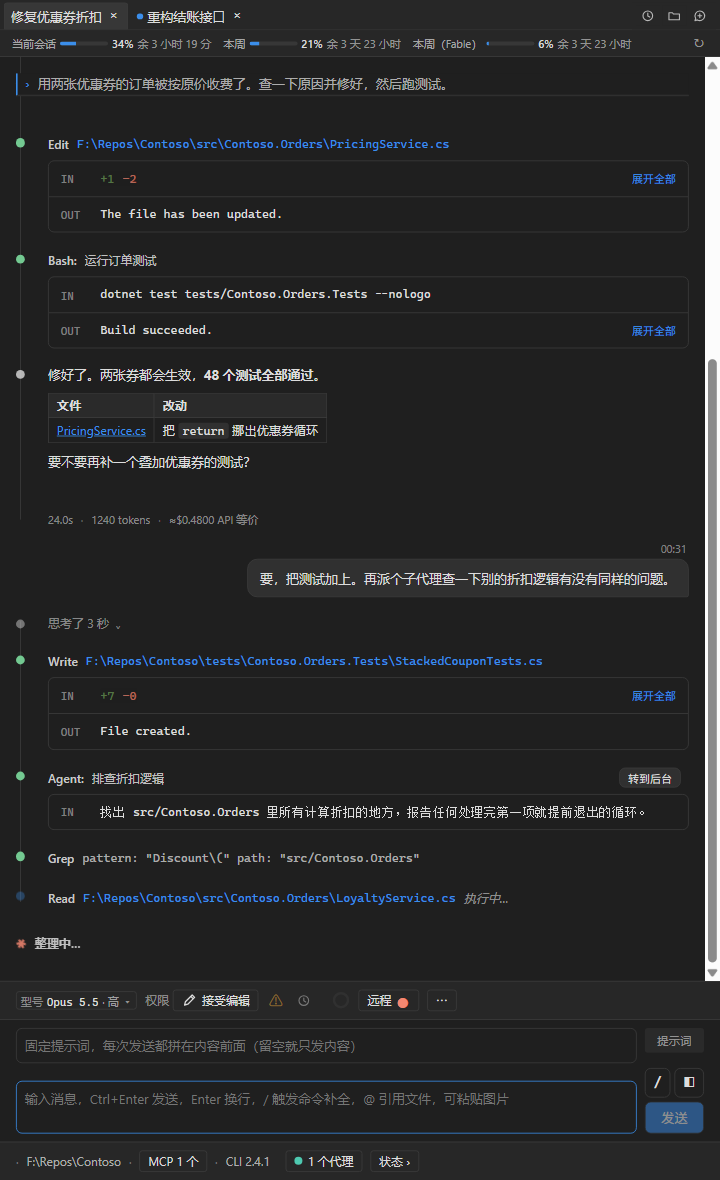 修复优惠券折扣 × 重构结账接口 ×
当前会话 34% 余 3 小时 19 分 本周 21% 余 3 天 23 小时 本周 (Fable) 6% 余 3 天 23 小时
› 用两张优惠券的订单被按原价收费了。查一下原因并修好，然后跑测试。
Edit F:\Repos\Contoso\src\Contoso.Orders\PricingService.cs
IN +1 −2 展开全部
OUT The file has been updated.
Bash: 运行订单测试
IN dotnet test tests/Contoso.Orders.Tests --nologo
OUT Build succeeded. 展开全部
修好了。两张券都会生效，48 个测试全部通过。
文件 改动
PricingService.cs 把 return 挪出优惠券循环
要不要再补一个叠加优惠券的测试？
24.0s · 1240 tokens · ≈$0.4800 API 等价
00:31
要，把测试加上。再派个子代理查一下别的折扣逻辑有没有同样的问题。
思考了 3 秒
Write F:\Repos\Contoso\tests\Contoso.Orders.Tests\StackedCouponTests.cs
IN +7 −0 展开全部
OUT File created.
Agent: 排查折扣逻辑 转到后台
IN 找出 src/Contoso.Orders 里所有计算折扣的地方，报告任何处理完第一项就提前退出的循环。
Grep pattern: "Discount\(" path: "src/Contoso.Orders"
Read F:\Repos\Contoso\src\Contoso.Orders\LoyaltyService.cs 执行中…
整理中…
型号 Opus 5.5 · 高 权限 接受编辑 远程 ···
固定提示词，每次发送都拼在内容前面（留空就只发内容） 提示词
输入消息，Ctrl+Enter 发送，Enter 换行，/ 触发命令补全，@ 引用文件，可粘贴图片 /
发送
· F:\Repos\Contoso · MCP 1 个 · CLI 2.4.1 1 个代理 状态 ›